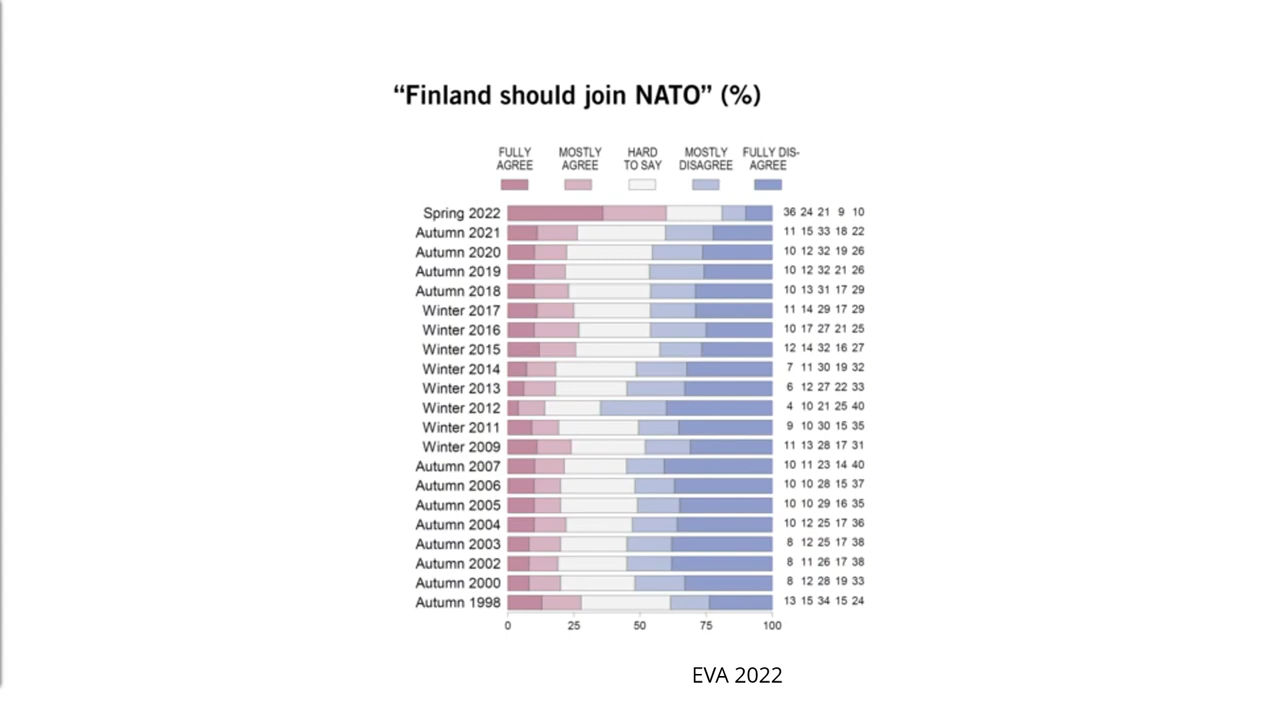 “Finland should join NATO” (%)
FULLY AGREE MOSTLY AGREE HARD TO SAY MOSTLY DISAGREE FULLY DIS-AGREE
Spring 2022 36 24 21 9 10
Autumn 2021 11 15 33 18 22
Autumn 2020 10 12 32 19 26
Autumn 2019 10 12 32 21 26
Autumn 2018 10 13 31 17 29
Winter 2017 11 14 29 17 29
Winter 2016 10 17 27 21 25
Winter 2015 12 14 32 16 27
Winter 2014 7 11 30 19 32
Winter 2013 6 12 27 22 33
Winter 2012 4 10 21 25 40
Winter 2011 9 10 30 15 35
Winter 2009 11 13 28 17 31
Autumn 2007 10 11 23 14 40
Autumn 2006 10 10 28 15 37
Autumn 2005 10 10 29 16 35
Autumn 2004 10 12 25 17 36
Autumn 2003 8 12 25 17 38
Autumn 2002 8 11 26 17 38
Autumn 2000 8 12 28 19 33
Autumn 1998 13 15 34 15 24
0 25 50 75 100
EVA 2022